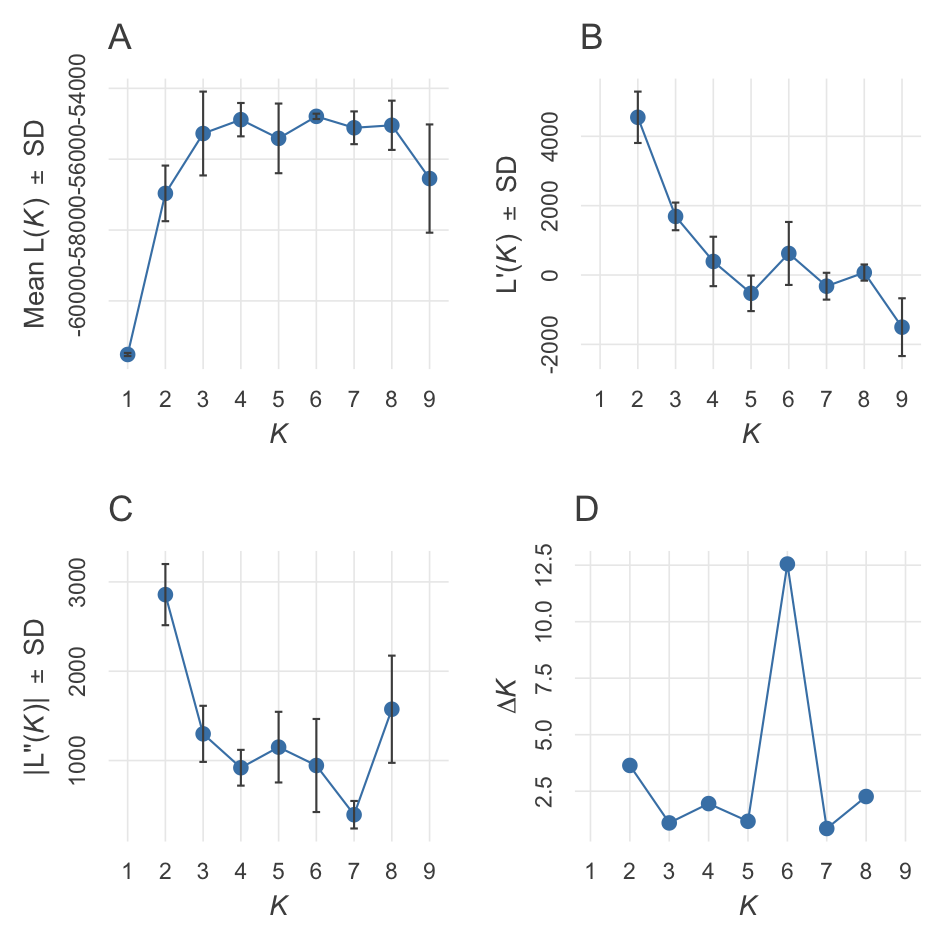 A
Mean L(K) ± SD
-60000 -58000 -56000 -54000
1 2 3 4 5 6 7 8 9
K
B
L'(K) ± SD
-2000 0 2000 4000
1 2 3 4 5 6 7 8 9
K
C
|L"(K)| ± SD
1000 2000 3000
1 2 3 4 5 6 7 8 9
K
D
ΔK
2.5 5.0 7.5 10.0 12.5
1 2 3 4 5 6 7 8 9
K